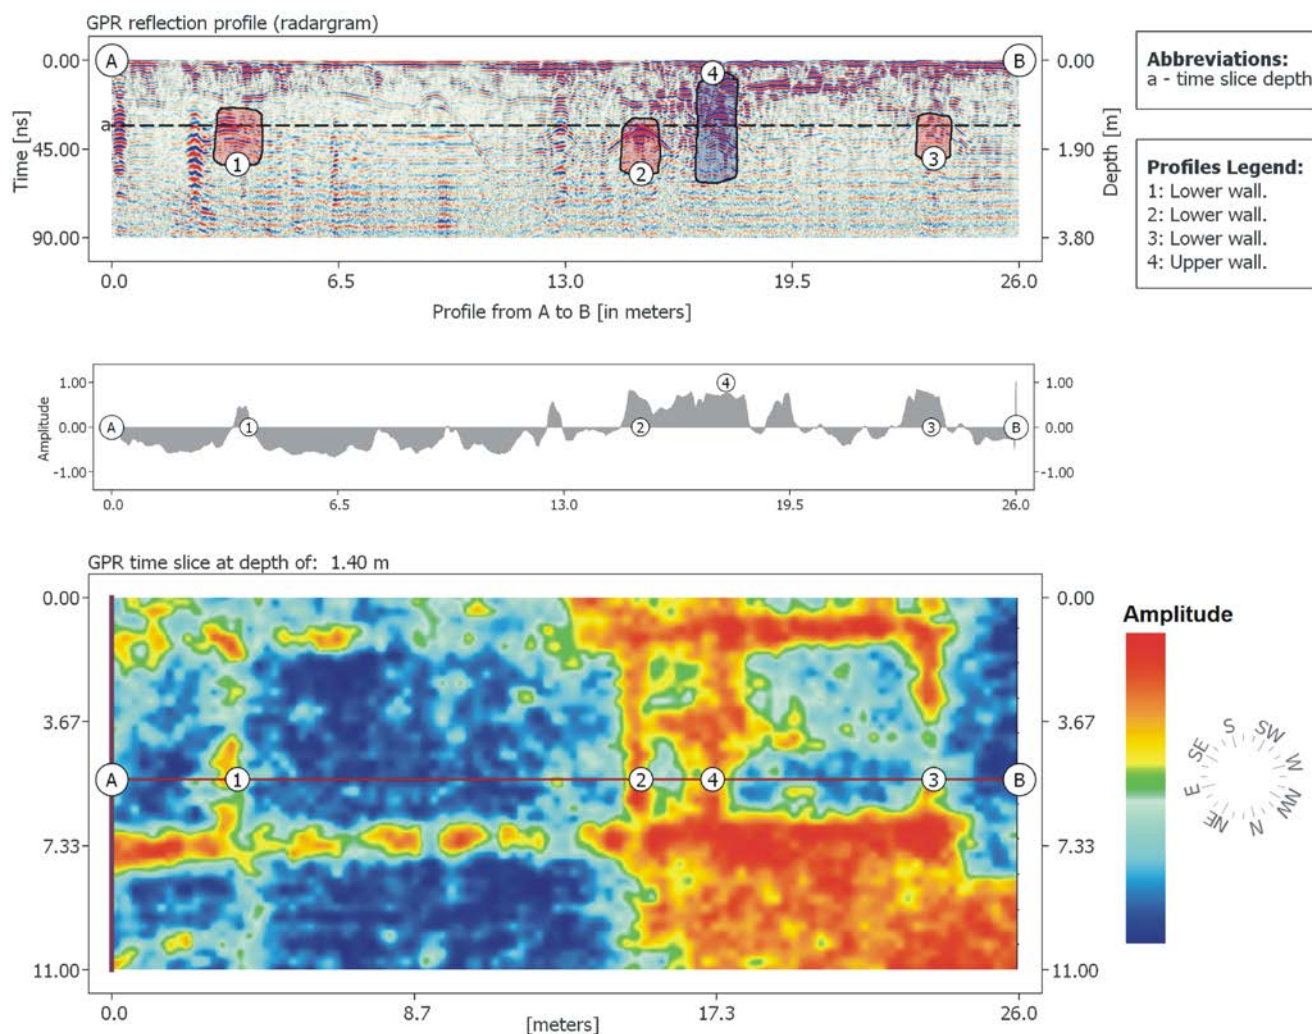 GPR reflection profile (radargram)
A
B
0.00
45.00
90.00
Time [ns]
a
1
2
4
3
0.00
1.90
3.80
Depth [m]
0.0
6.5
13.0
19.5
26.0
Profile from A to B [in meters]
Abbreviations:
a - time slice depth
Profiles Legend:
1: Lower wall.
2: Lower wall.
3: Lower wall.
4: Upper wall.
1.00
0.00
-1.00
Amplitude
A
1
2
4
3
B
1.00
0.00
-1.00
0.0
6.5
13.0
19.5
26.0
GPR time slice at depth of: 1.40 m
0.00
3.67
7.33
11.00
A
1
2
4
3
B
0.00
3.67
7.33
11.00
0.0
8.7
17.3
26.0
[meters]
Amplitude
S
SW
W
NW
N
NE
E
SE